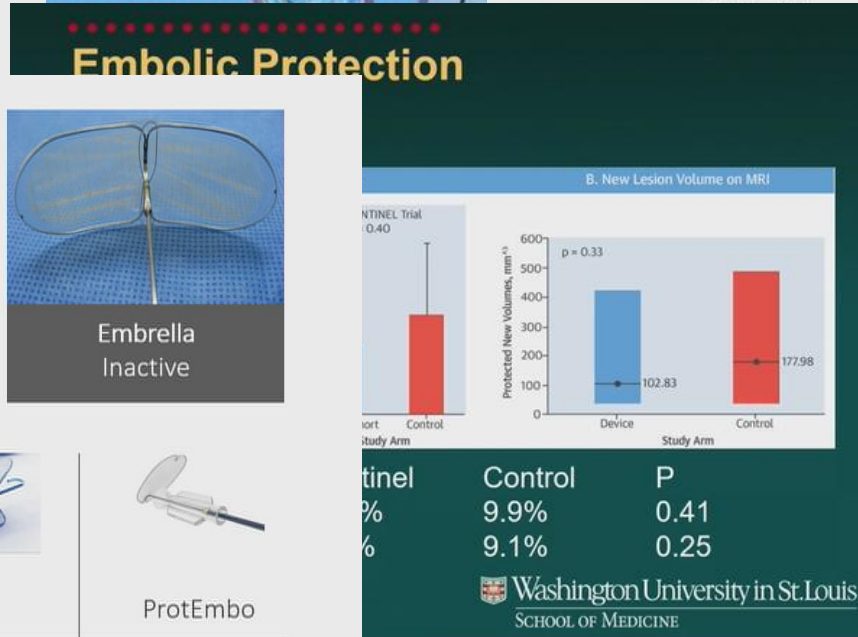 Embolic Protection
Embrella
Inactive
ProtEmbo
NTINEL Trial
0.40
Control
Study Arm
B. New Lesion Volume on MRI
p = 0.33
Protected New Volumes, mm³
600
500
400
300
200
100
0
102.83
177.98
Device
Control
Study Arm
tinel Control P
% 9.9% 0.41
% 9.1% 0.25
Washington University in St.Louis
SCHOOL OF MEDICINE